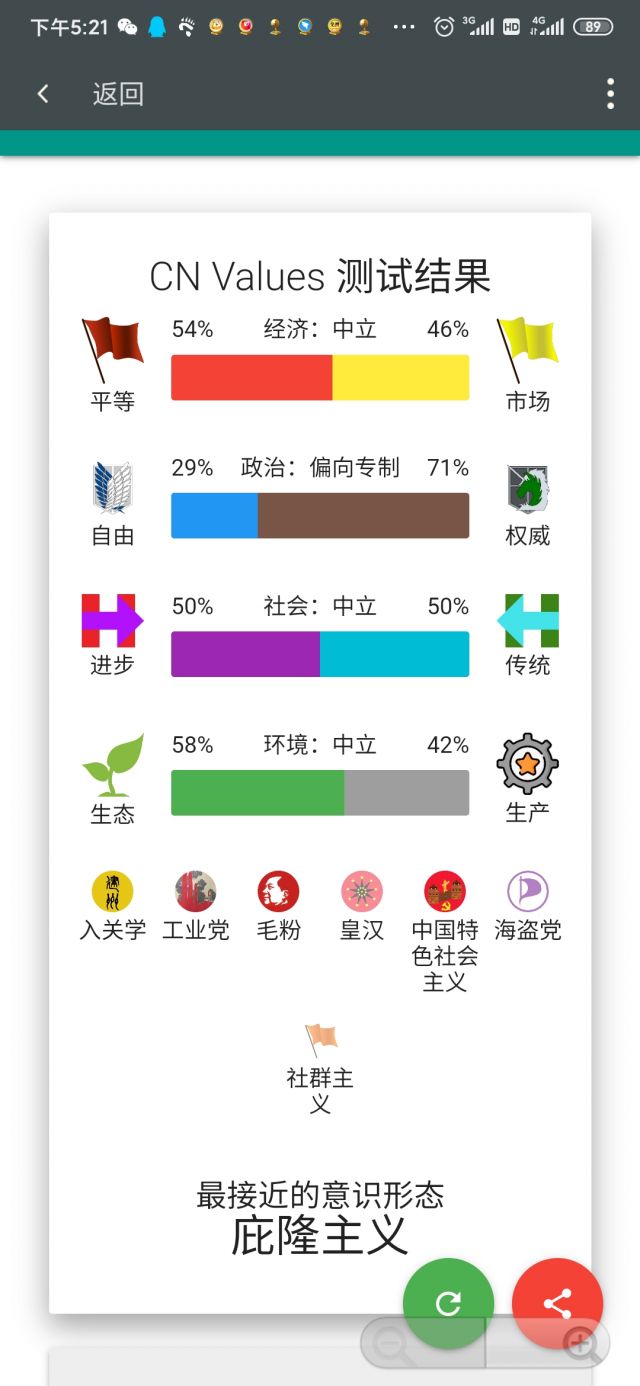 下午5:21 3G HD 4G 89
返回
CN Values 测试结果
54% 经济：中立 46%
平等 市场
29% 政治：偏向专制 71%
自由 权威
50% 社会：中立 50%
进步 传统
58% 环境：中立 42%
生态 生产
入关学 工业党 毛粉 皇汉 中国特 海盗党
色社会
主义
社群主
义
最接近的意识形态
庇隆主义